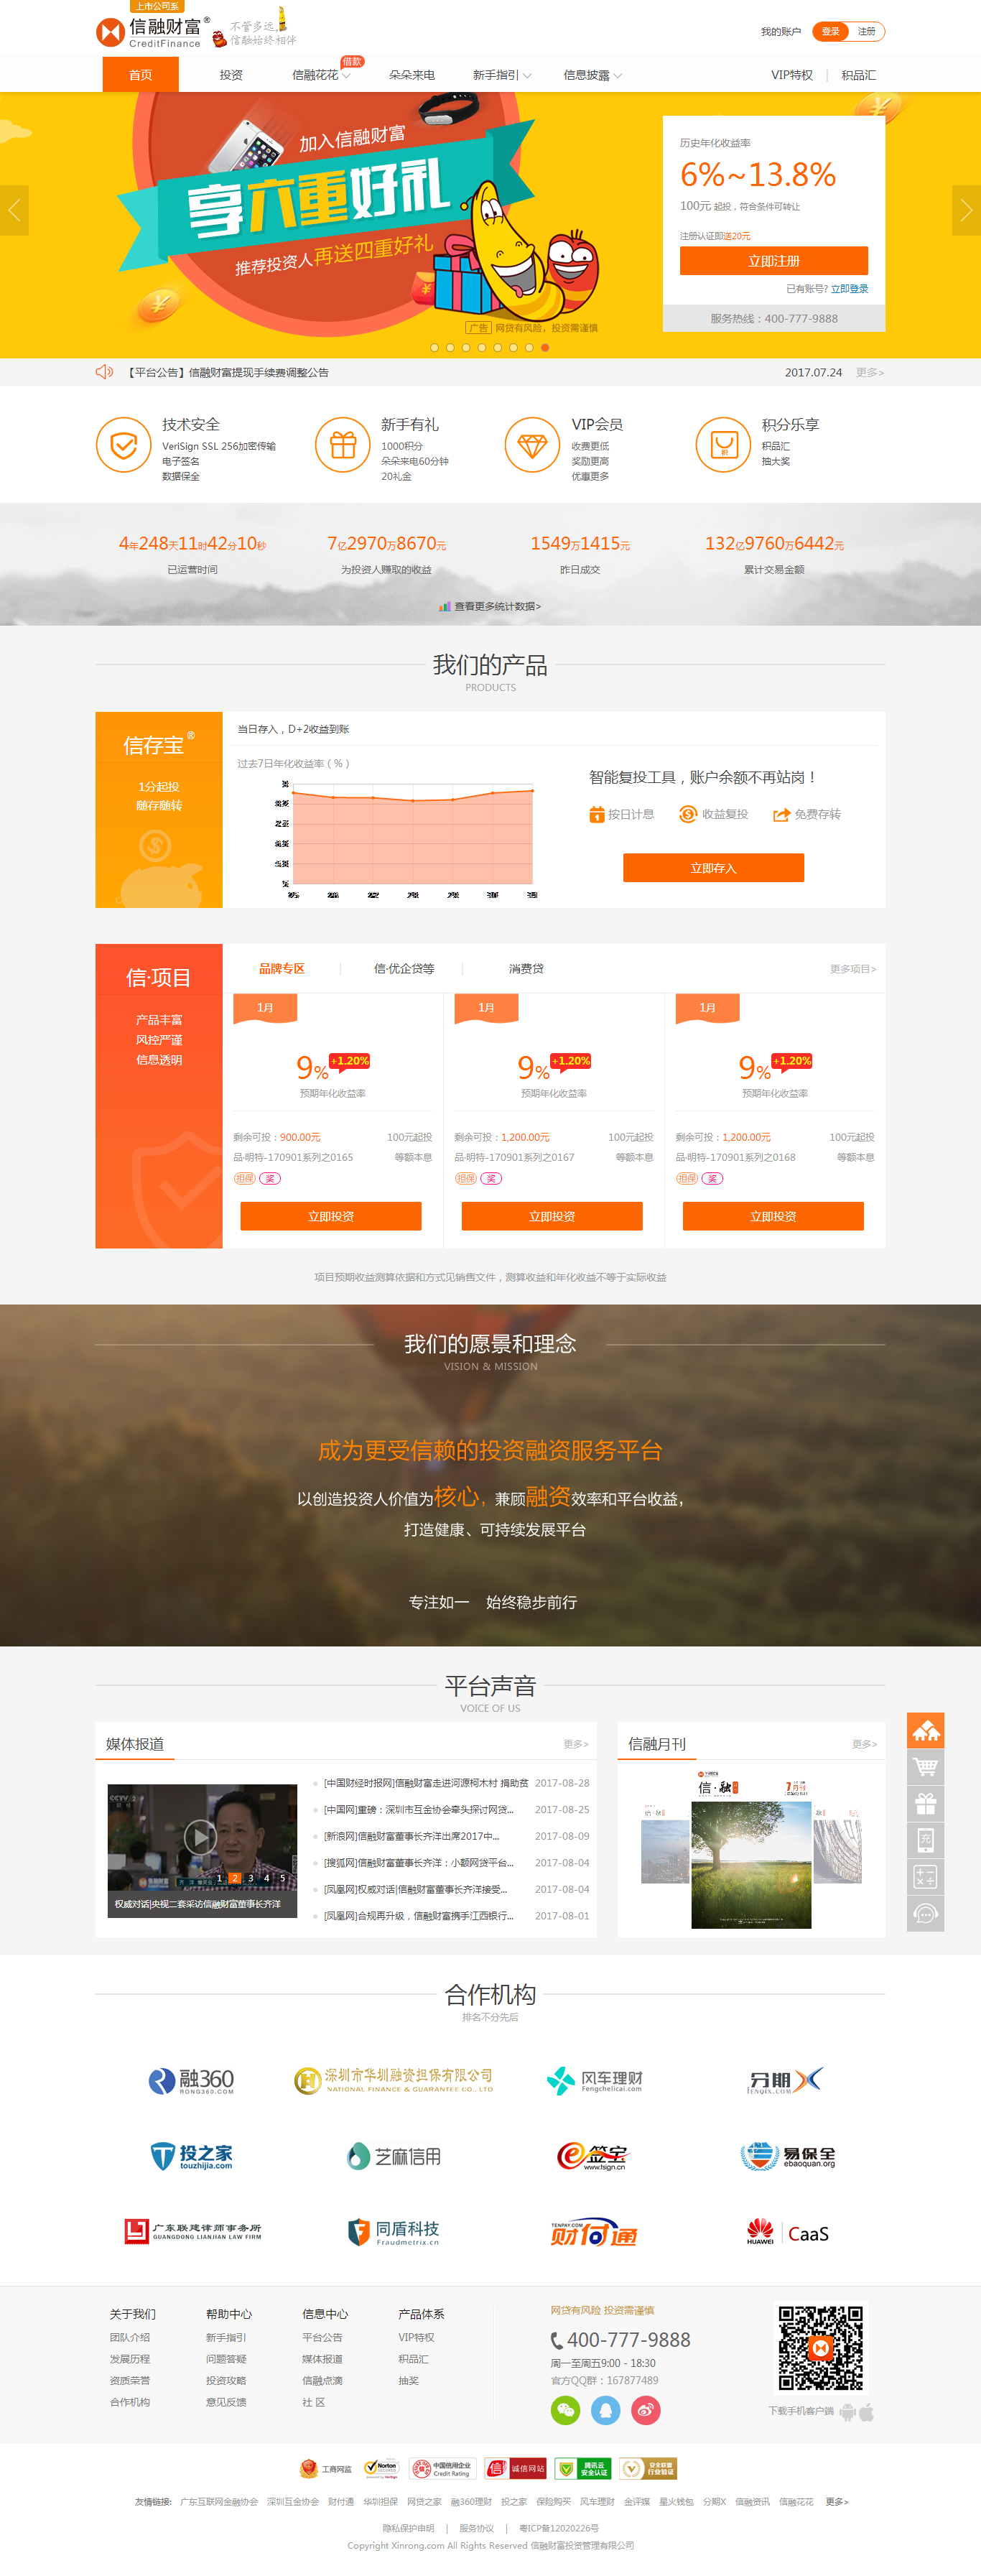 上市公司系
信融财富®
CreditFinance
不管多远,
信融始终相伴
我的账户 登录 注册
首页 投资 信融花花 借款 朵朵来电 新手指引 信息披露 VIP特权 | 积品汇
加入信融财富
享六重好礼
推荐投资人再送四重好礼
广告 网贷有风险，投资需谨慎
历史年化收益率
6%~13.8%
100元 起投，符合条件可转让
注册认证即送20元
立即注册
已有账号? 立即登录
服务热线：400-777-9888
【平台公告】信融财富提现手续费调整公告 2017.07.24 更多>
技术安全
VeriSign SSL 256加密传输
电子签名
数据保全
新手有礼
1000积分
朵朵来电60分钟
20礼金
VIP会员
收费更低
奖励更高
优惠更多
积分乐享
积品汇
抽大奖
4年248天11时42分10秒
已运营时间
7亿2970万8670元
为投资人赚取的收益
1549万1415元
昨日成交
132亿9760万6442元
累计交易金额
查看更多统计数据>
我们的产品
PRODUCTS
信存宝®
1分起投
随存随转
当日存入，D+2收益到账
过去7日年化收益率 ( % )
智能复投工具，账户余额不再站岗！
按日计息 收益复投 免费存转
立即存入
信·项目
产品丰富
风控严谨
信息透明
品牌专区 | 信·优企贷等 | 消费贷 更多项目>
1月
9% +1.20%
预期年化收益率
剩余可投：900.00元 100元起投
品·明特-170901系列之0165 等额本息
担保 奖
立即投资
1月
9% +1.20%
预期年化收益率
剩余可投：1,200.00元 100元起投
品·明特-170901系列之0167 等额本息
担保 奖
立即投资
1月
9% +1.20%
预期年化收益率
剩余可投：1,200.00元 100元起投
品·明特-170901系列之0168 等额本息
担保 奖
立即投资
项目预期收益测算依据和方式见销售文件，测算收益和年化收益不等于实际收益
我们的愿景和理念
VISION & MISSION
成为更受信赖的投资融资服务平台
以创造投资人价值为核心，兼顾融资效率和平台收益，
打造健康、可持续发展平台
专注如一 始终稳步前行
平台声音
VOICE OF US
媒体报道 更多>
1 2 3 4 5
权威对话|央视二套采访信融财富董事长齐洋
[中国财经时报网]信融财富走进河源柯木村 捐助贫 2017-08-28
[中国网]重磅：深圳市互金协会牵头探讨网贷... 2017-08-25
[新浪网]信融财富董事长齐洋出席2017中... 2017-08-09
[搜狐网]信融财富董事长齐洋：小额网贷平台... 2017-08-04
[凤凰网]权威对话|信融财富董事长齐洋接受... 2017-08-04
[凤凰网]合规再升级，信融财富携手江西银行... 2017-08-01
信融月刊 更多>
信·融
7月刊
充
合作机构
排名不分先后
融360
RONG360.COM
深圳市华圳融资担保有限公司
NATIONAL FINANCE & GUARANTEE CO., LTD
风车理财
Fengchelicai.com
分期X
FENQIX.COM
投之家
touzhijia.com
芝麻信用
e签宝
www.tsign.cn
易保全
ebaoquan.org
广东联建律师事务所
GUANGDONG LIANJIAN LAW FIRM
同盾科技
Fraudmetrix.cn
TENPAY.COM
财付通
HUAWEI
CaaS
关于我们
团队介绍
发展历程
资质荣誉
合作机构
帮助中心
新手指引
问题答疑
投资攻略
意见反馈
信息中心
平台公告
媒体报道
信融点滴
社 区
产品体系
VIP特权
积品汇
抽奖
网贷有风险 投资需谨慎
400-777-9888
周一至周五9:00 - 18:30
官方QQ群：167877489
下载手机客户端
工商网监
Norton
中国信用企业
Credit Rating
诚信网站
腾讯云
安全认证
安全联盟
行业验证
友情链接: 广东互联网金融协会 深圳互金协会 财付通 华圳担保 网贷之家 融360理财 投之家 保险购买 风车理财 金评媒 星火钱包 分期X 信融资讯 信融花花 更多>
隐私保护申明 | 服务协议 | 粤ICP备12020226号
Copyright Xinrong.com All Rights Reserved 信融财富投资管理有限公司